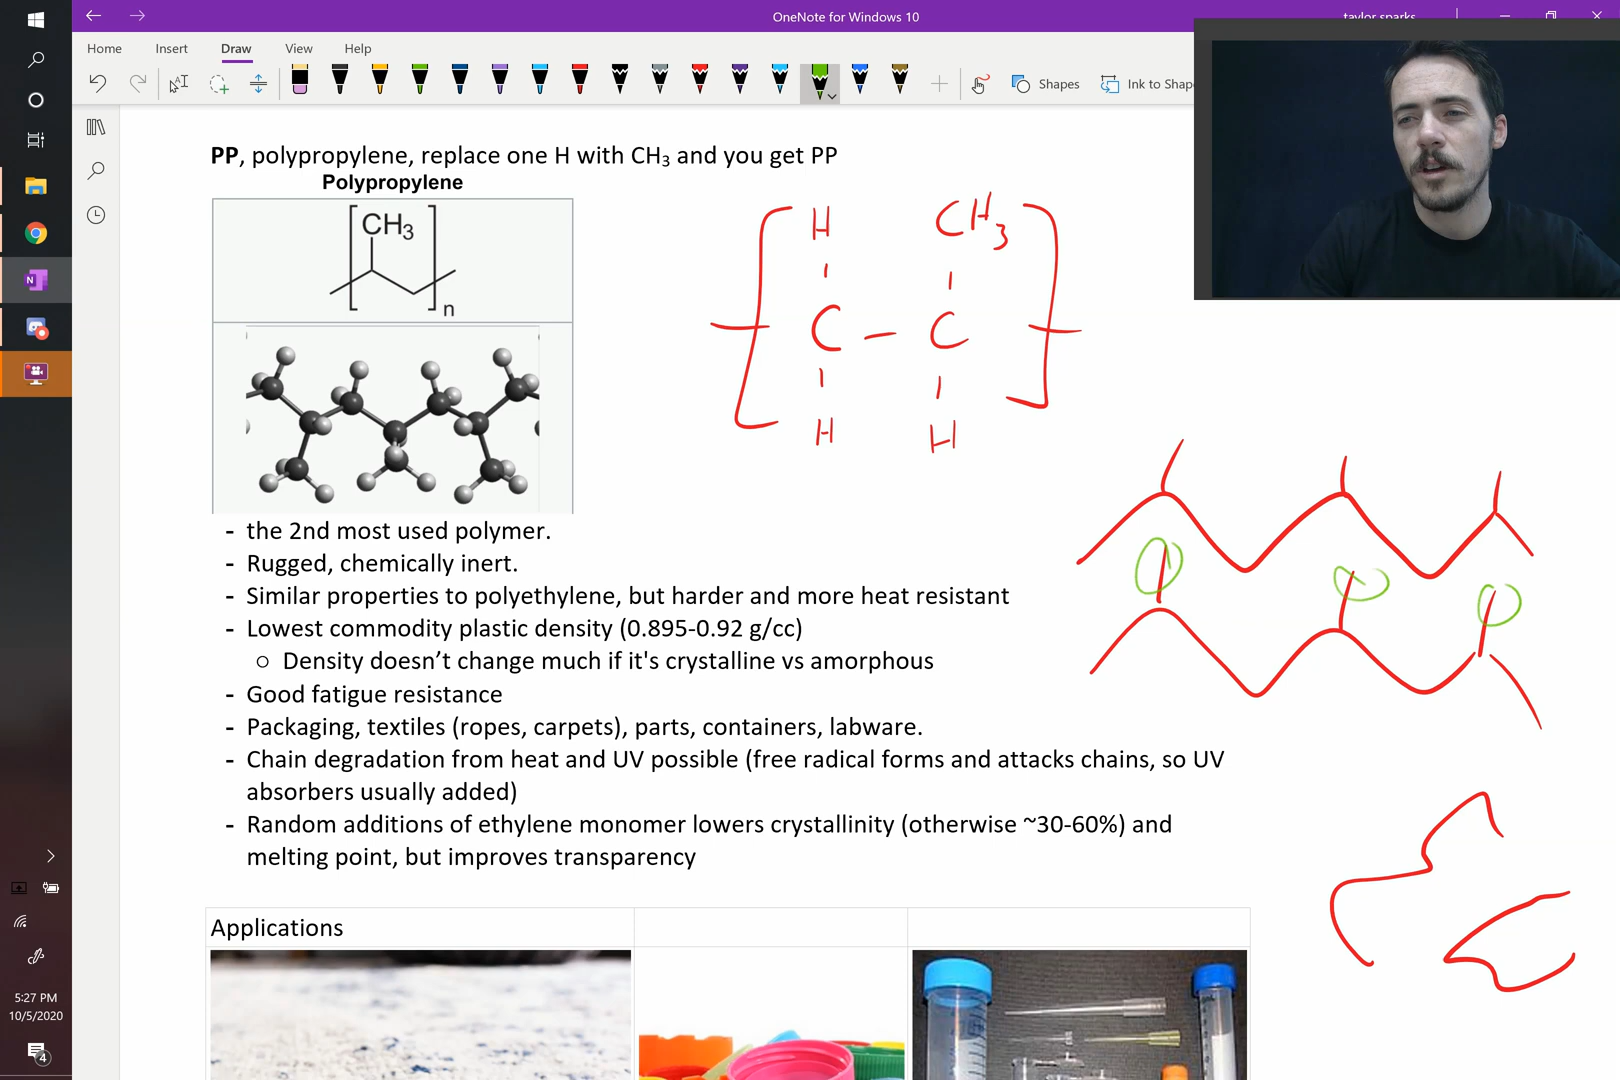 OneNote for Windows 10
taylor sparks
Home Insert Draw View Help
Shapes
Ink to Shap
PP, polypropylene, replace one H with CH₃ and you get PP
Polypropylene
CH₃
n
H CH₃
C - C
H H
- the 2nd most used polymer.
- Rugged, chemically inert.
- Similar properties to polyethylene, but harder and more heat resistant
- Lowest commodity plastic density (0.895-0.92 g/cc)
○ Density doesn’t change much if it's crystalline vs amorphous
- Good fatigue resistance
- Packaging, textiles (ropes, carpets), parts, containers, labware.
- Chain degradation from heat and UV possible (free radical forms and attacks chains, so UV
absorbers usually added)
- Random additions of ethylene monomer lowers crystallinity (otherwise ~30-60%) and
melting point, but improves transparency
Applications
5:27 PM
10/5/2020
4